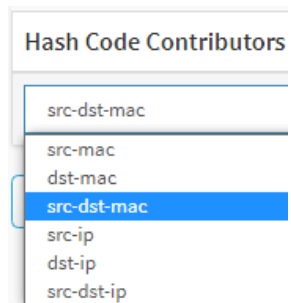 Hash Code Contributors
src-dst-mac
src-mac
dst-mac
src-dst-mac
src-ip
dst-ip
src-dst-ip